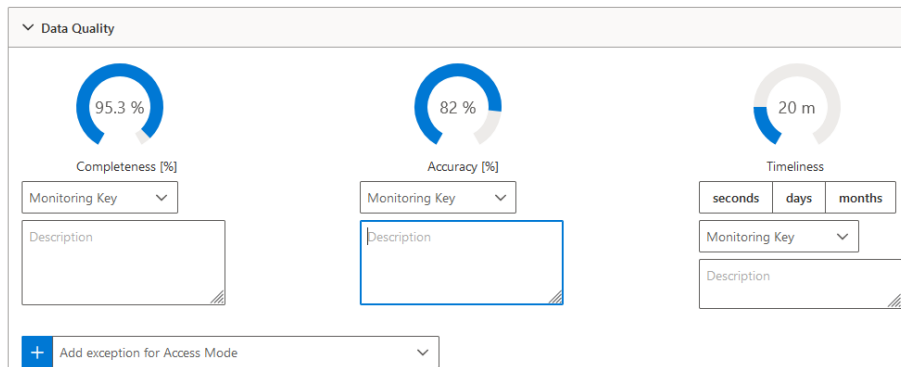 Data Quality
95.3 %
82 %
20 m
Completeness [%]
Accuracy [%]
Timeliness
Monitoring Key
Monitoring Key
seconds days months
Description
Description
Monitoring Key
Description
+ Add exception for Access Mode